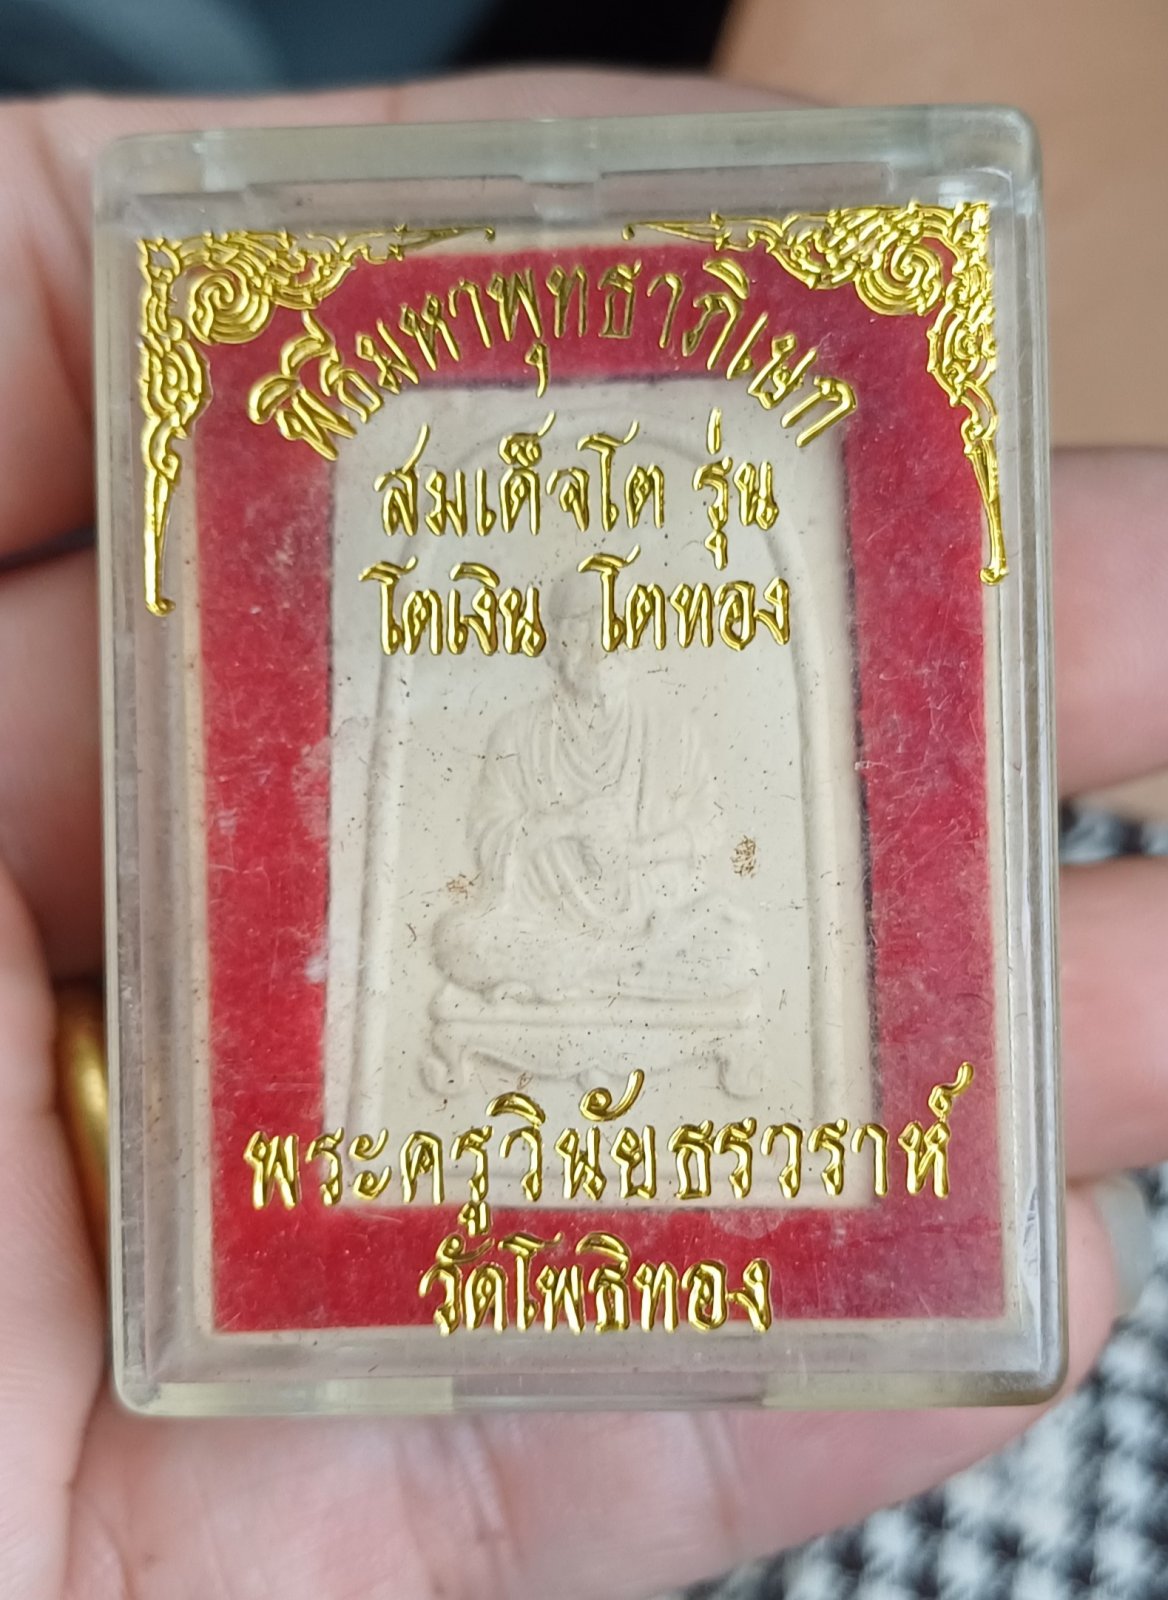 พิธีมหาพุทธาภิเษก
สมเด็จโต รุ่น
โตเงิน โตทอง
พระครูวินัยธรวราห์
วัดโพธิทอง